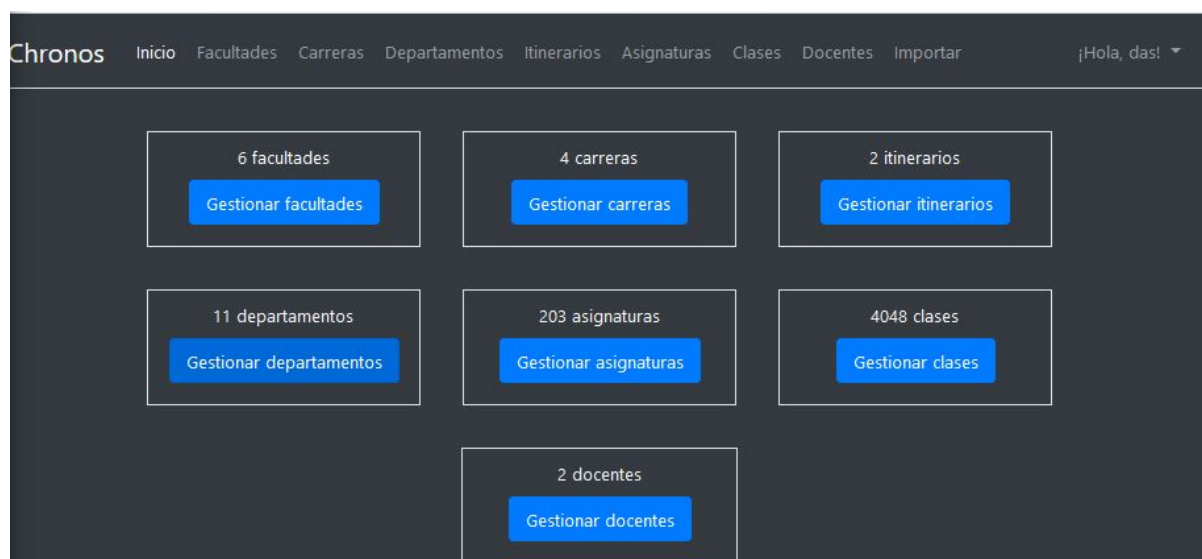 Chronos Inicio Facultades Carreras Departamentos Itinerarios Asignaturas Clases Docentes Importar ¡Hola, das!
6 facultades
Gestionar facultades
4 carreras
Gestionar carreras
2 itinerarios
Gestionar itinerarios
11 departamentos
Gestionar departamentos
203 asignaturas
Gestionar asignaturas
4048 clases
Gestionar clases
2 docentes
Gestionar docentes